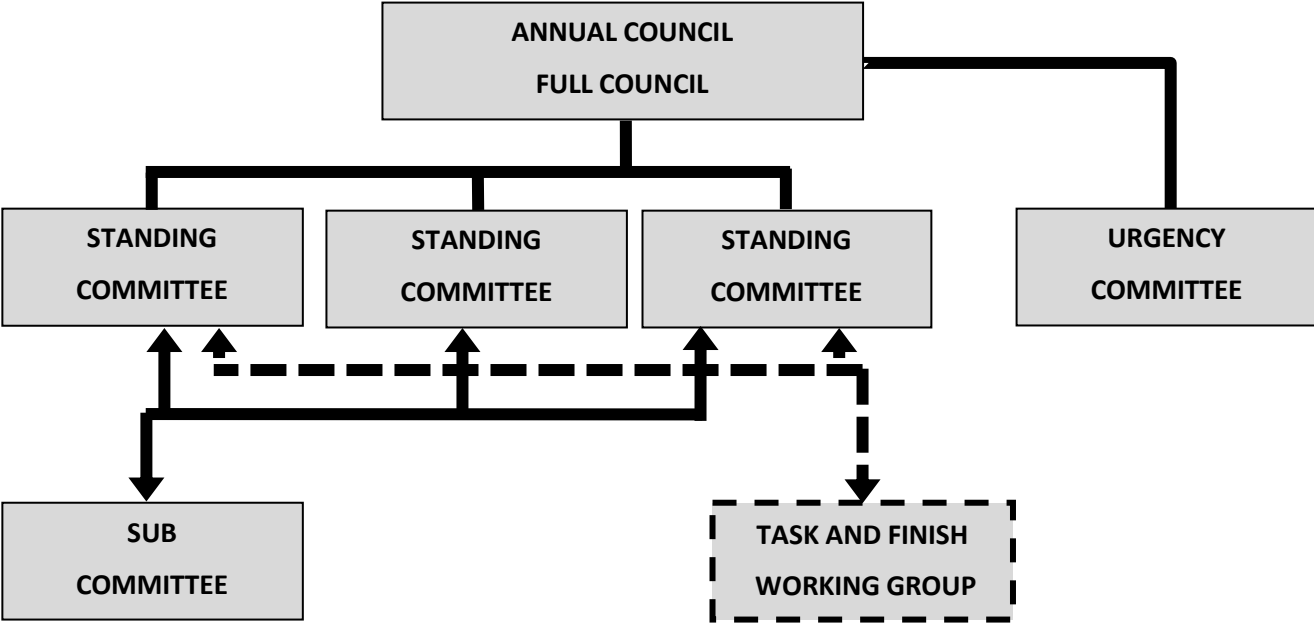 ANNUAL COUNCIL
FULL COUNCIL
STANDING
COMMITTEE
STANDING
COMMITTEE
STANDING
COMMITTEE
URGENCY
COMMITTEE
SUB
COMMITTEE
TASK AND FINISH
WORKING GROUP